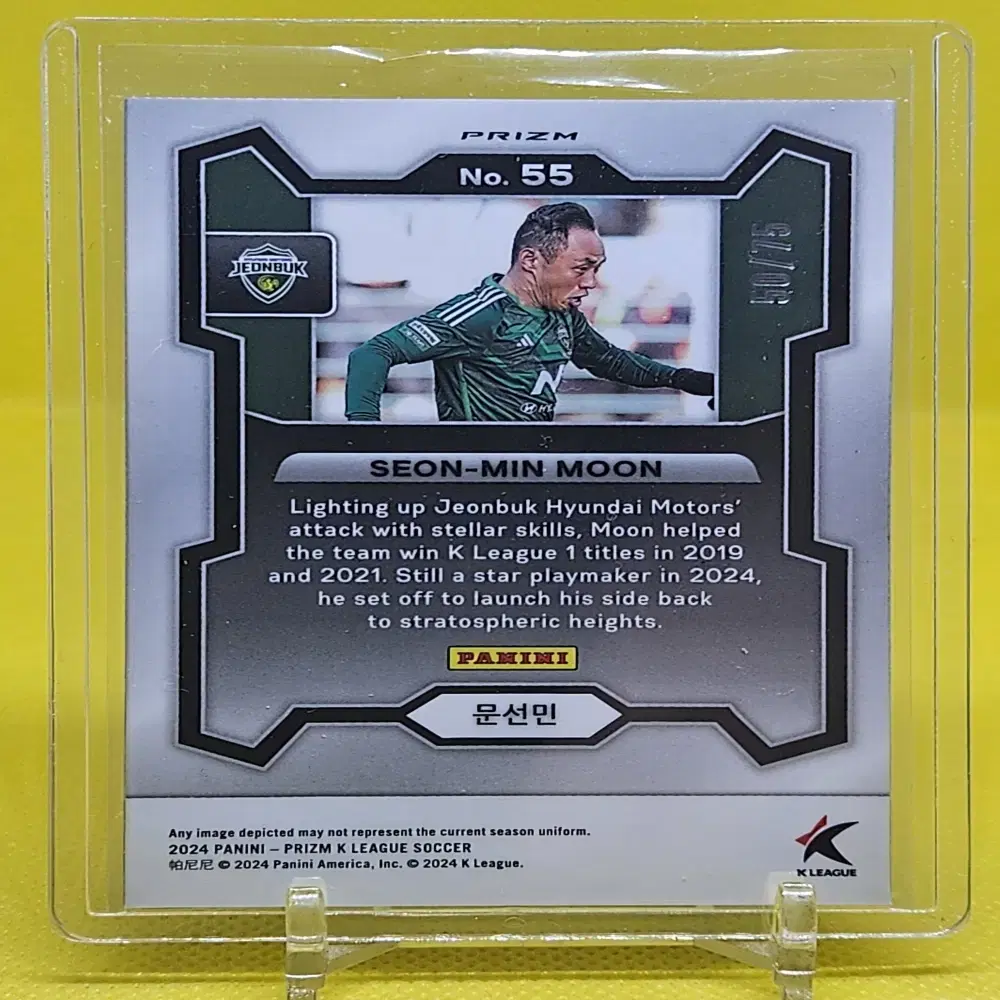 PRIZM
No. 55
JEONBUK
50/75
SEON-MIN MOON
Lighting up Jeonbuk Hyundai Motors'
attack with stellar skills, Moon helped
the team win K League 1 titles in 2019
and 2021. Still a star playmaker in 2024,
he set off to launch his side back
to stratospheric heights.
PANINI
문선민
Any image depicted may not represent the current season uniform.
2024 PANINI – PRIZM K LEAGUE SOCCER
帕尼尼 © 2024 Panini America, Inc. © 2024 K League.
K LEAGUE